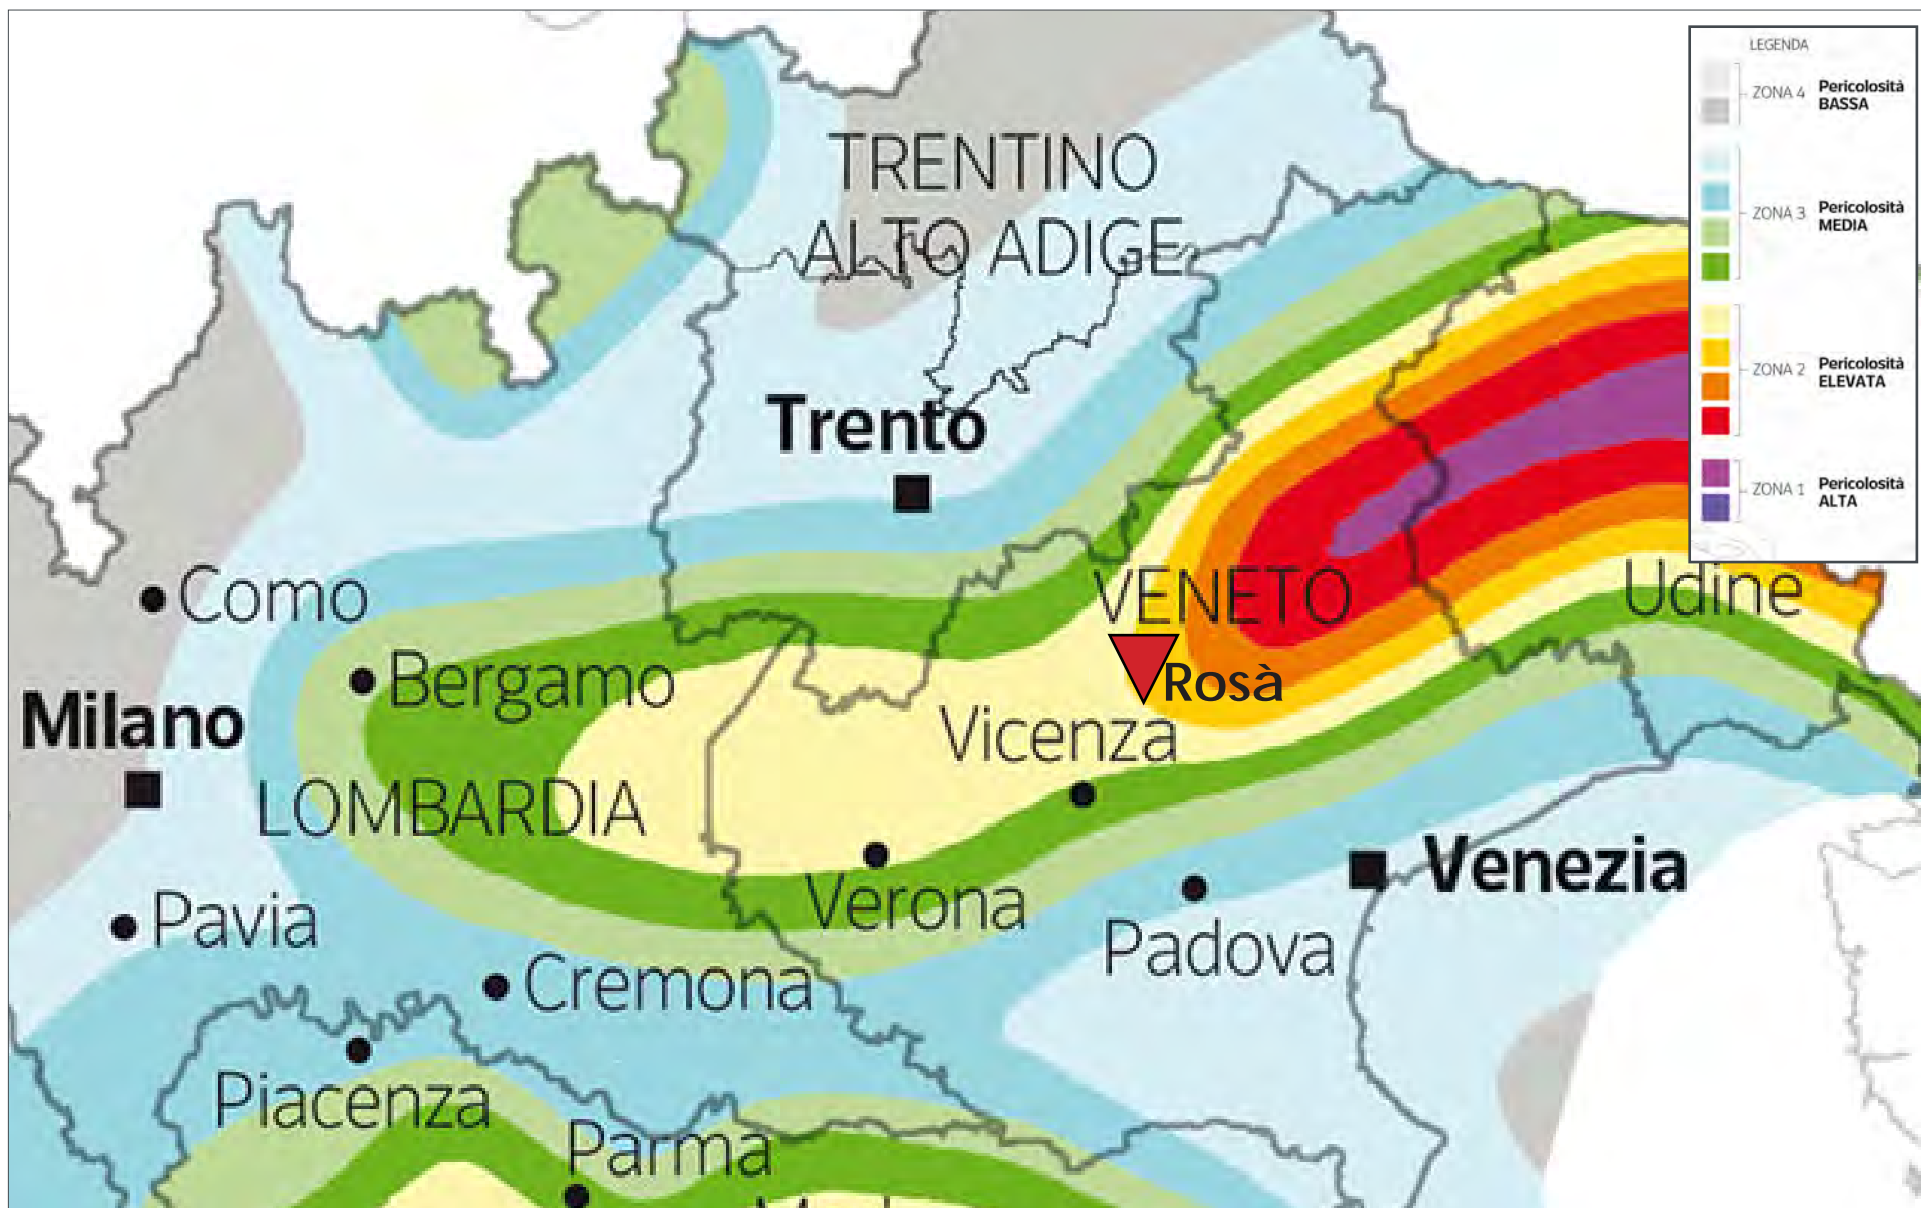 LEGENDA
ZONA 4
Pericolosità
BASSA
ZONA 3
Pericolosità
MEDIA
ZONA 2
Pericolosità
ELEVATA
ZONA 1
Pericolosità
ALTA
TRENTINO
ALTO ADIGE
Trento
Como
VENETO
Udine
Bergamo
Rosà
Milano
Vicenza
LOMBARDIA
Venezia
Verona
Pavia
Padova
Cremona
Piacenza
Parma